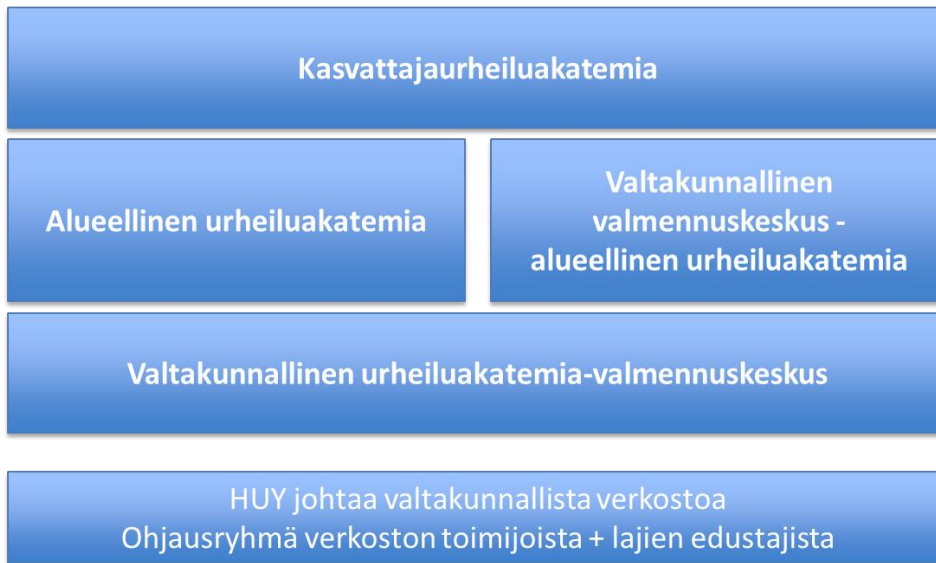 Kasvattajaurheiluakatemia
Alueellinen urheiluakatemia
Valtakunnallinen
valmennuskeskus -
alueellinen urheiluakatemia
Valtakunnallinen urheiluakatemia-valmennuskeskus
HUY johtaa valtakunnallista verkostoa
Ohjausryhmä verkoston toimijoista + lajien edustajista